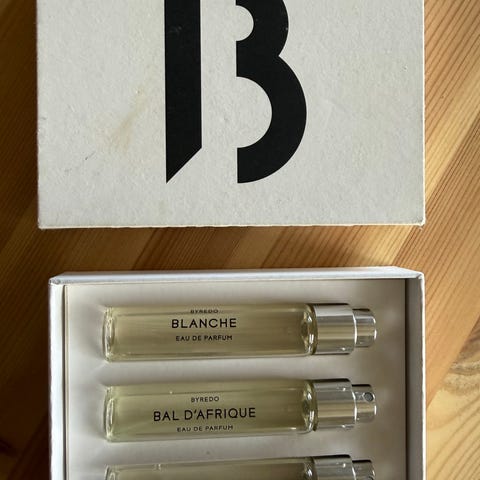 B
BYREDO
BLANCHE
EAU DE PARFUM
BYREDO
BAL D'AFRIQUE
EAU DE PARFUM